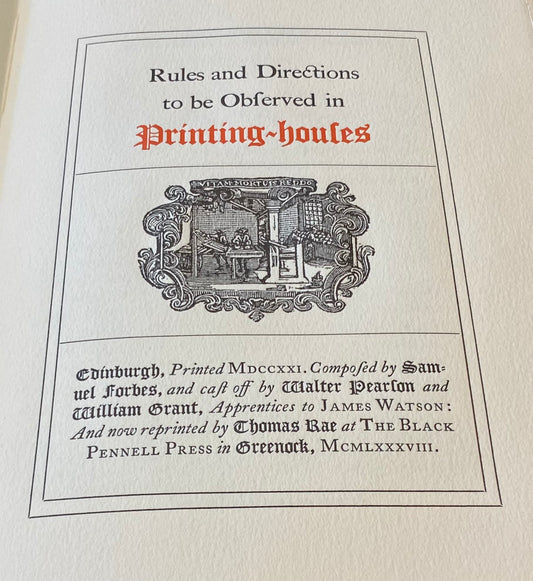 Rules and Directions
to be Obſerved in
Printing-houſes
VITAM MORTUIS REDDO
Edinburgh, Printed MDCCXXI. Compoſed by Sam-
uel Forbes, and caſt off by Walter Pearſon and
William Grant, Apprentices to JAMES WATSON:
And now reprinted by Thomas Rae at THE BLACK
PENNELL PRESS in Greenock, MCMLXXXVIII.